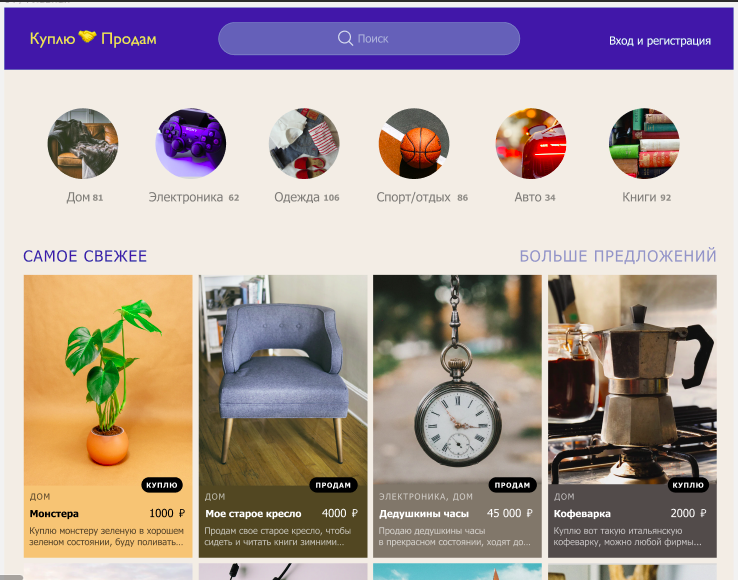 Куплю Продам
Поиск
Вход и регистрация
Дом 81
Электроника 62
Одежда 106
Спорт/отдых 86
Авто 34
Книги 92
САМОЕ СВЕЖЕЕ
БОЛЬШЕ ПРЕДЛОЖЕНИЙ
КУПЛЮ
ДОМ
Монстера 1000 ₽
Куплю монстеру зеленую в хорошем
зеленом состоянии, буду поливать...
ПРОДАМ
ДОМ
Мое старое кресло 4000 ₽
Продам свое старое кресло, чтобы
сидеть и читать книги зимними...
ПРОДАМ
ЭЛЕКТРОНИКА, ДОМ
Дедушкины часы 45 000 ₽
Продаю дедушкины часы
в прекрасном состоянии, ходят до...
КУПЛЮ
ДОМ
Кофеварка 2000 ₽
Куплю вот такую итальянскую
кофеварку, можно любой фирмы...